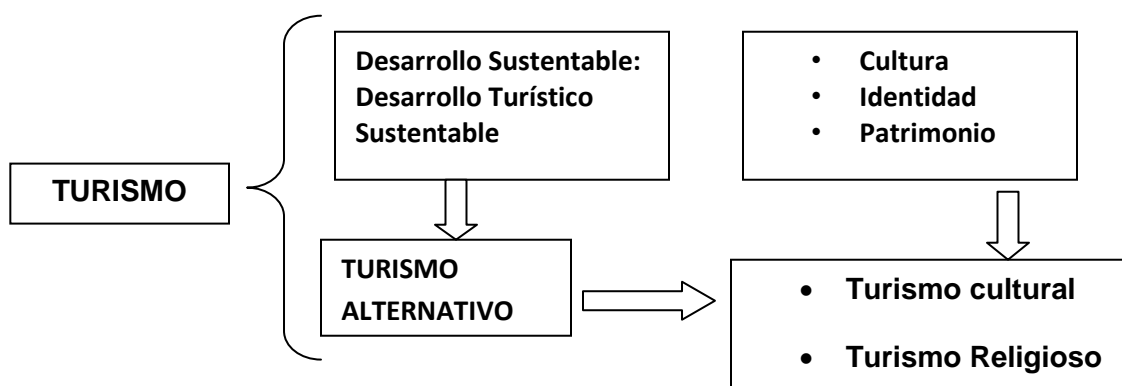 TURISMO
Desarrollo Sustentable:
Desarrollo Turístico
Sustentable
• Cultura
• Identidad
• Patrimonio
TURISMO
ALTERNATIVO
• Turismo cultural
• Turismo Religioso